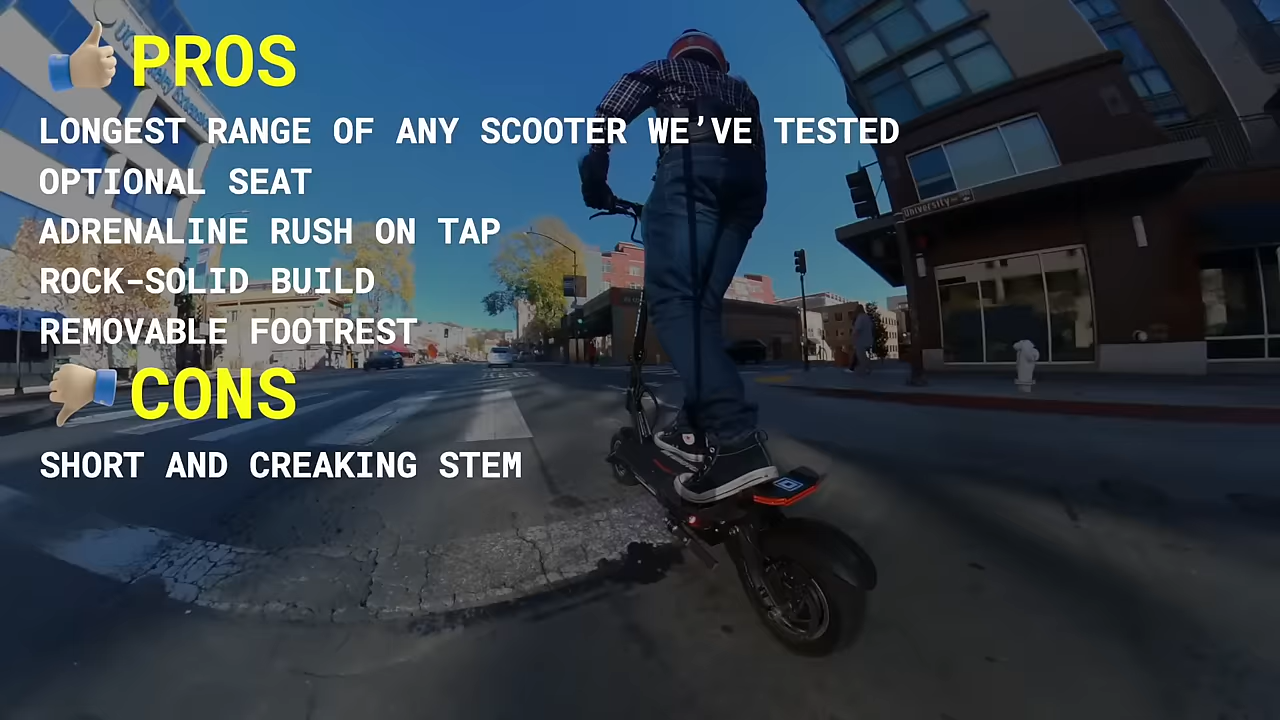 PROS
LONGEST RANGE OF ANY SCOOTER WE'VE TESTED
OPTIONAL SEAT
ADRENALINE RUSH ON TAP
ROCK-SOLID BUILD
REMOVABLE FOOTREST
CONS
SHORT AND CREAKING STEM
University